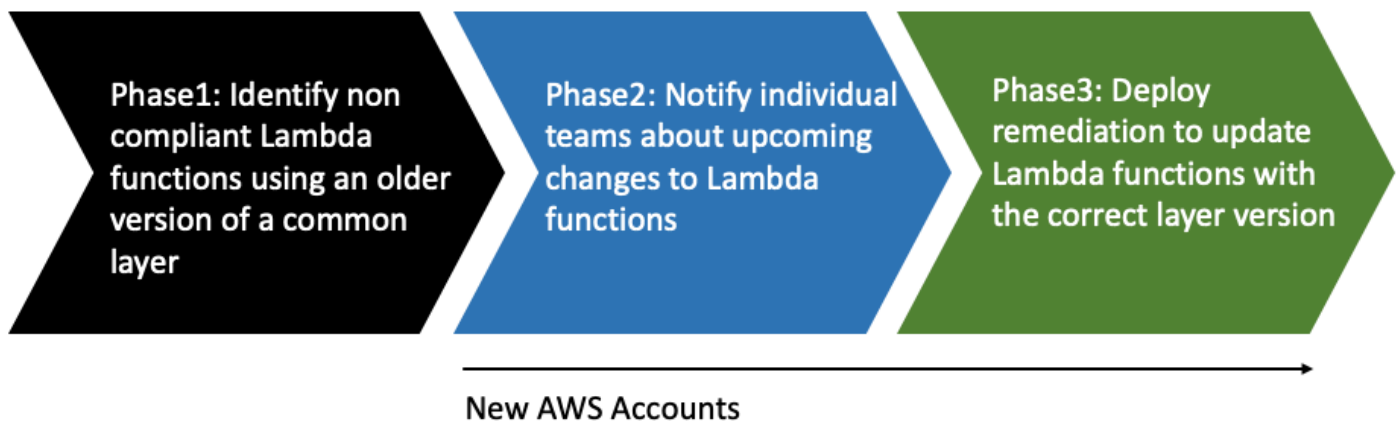 Phase1: Identify non
compliant Lambda
functions using an older
version of a common
layer
Phase2: Notify individual
teams about upcoming
changes to Lambda
functions
Phase3: Deploy
remediation to update
Lambda functions with
the correct layer version
New AWS Accounts